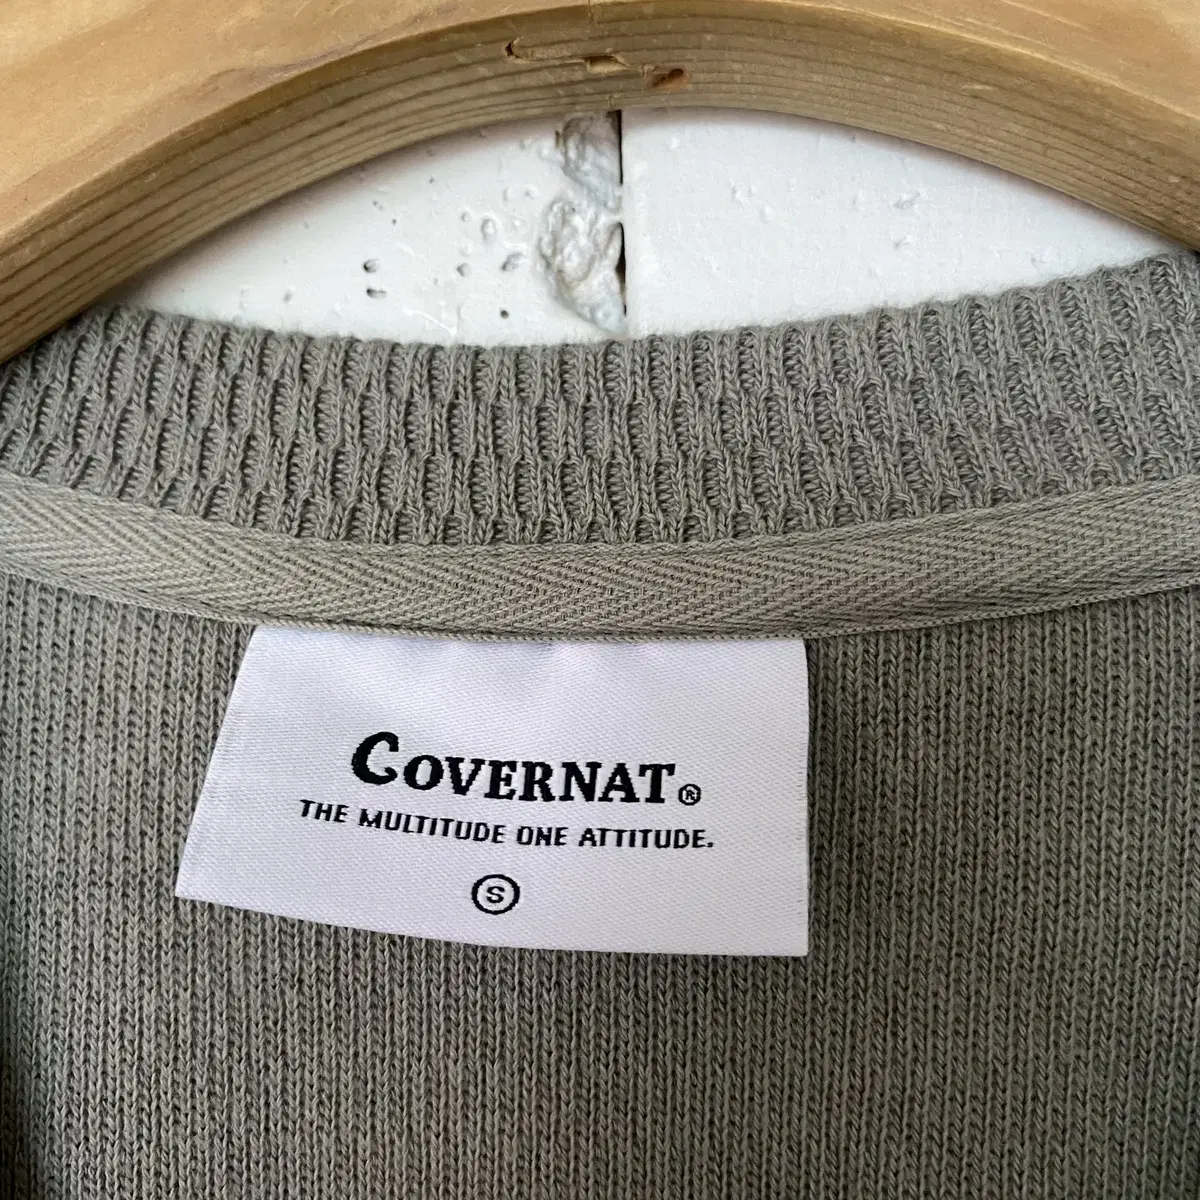 COVERNAT®
THE MULTITUDE ONE ATTITUDE.
S